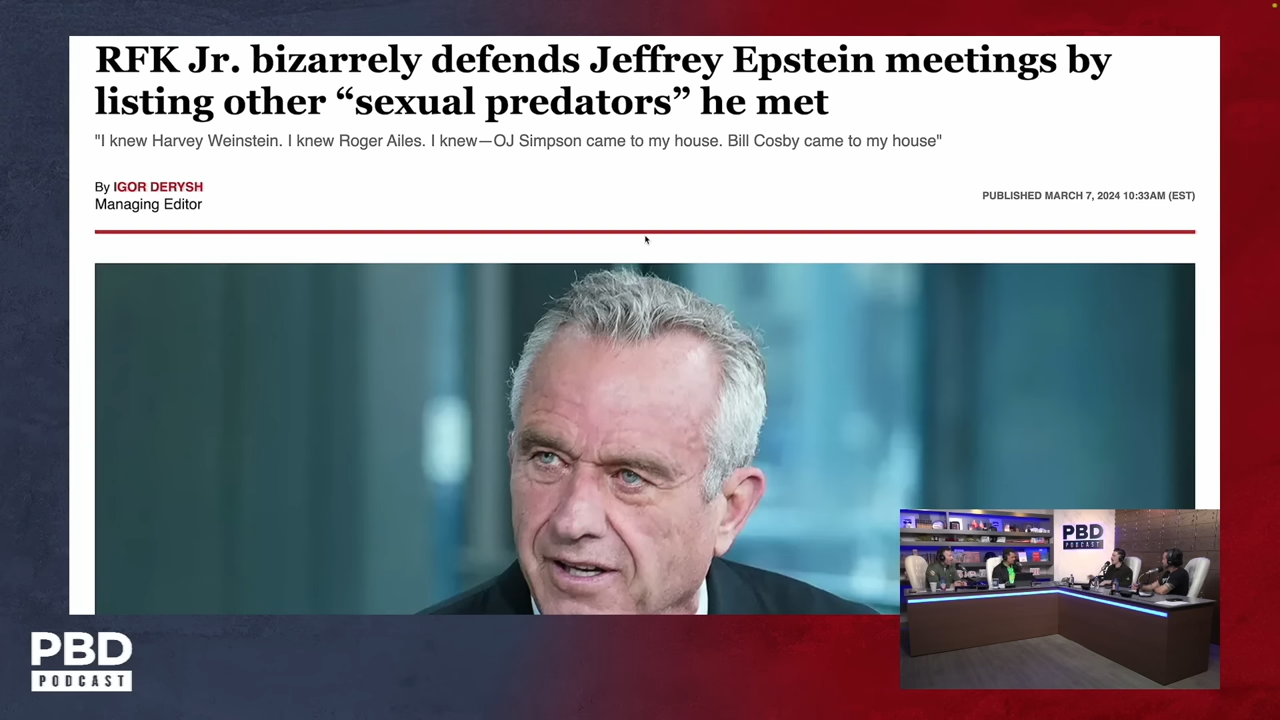 RFK Jr. bizarrely defends Jeffrey Epstein meetings by
listing other “sexual predators” he met
"I knew Harvey Weinstein. I knew Roger Ailes. I knew—OJ Simpson came to my house. Bill Cosby came to my house"
By IGOR DERYSH
Managing Editor
PUBLISHED MARCH 7, 2024 10:33AM (EST)
PBD
PODCAST
PBD
PODCAST